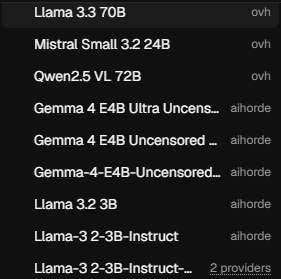 Llama 3.3 70B ovh
Mistral Small 3.2 24B ovh
Qwen2.5 VL 72B ovh
Gemma 4 E4B Ultra Uncens... aihorde
Gemma 4 E4B Uncensored ... aihorde
Gemma-4-E4B-Uncensored... aihorde
Llama 3.2 3B aihorde
Llama-3 2-3B-Instruct aihorde
Llama-3 2-3B-Instruct-... 2 providers